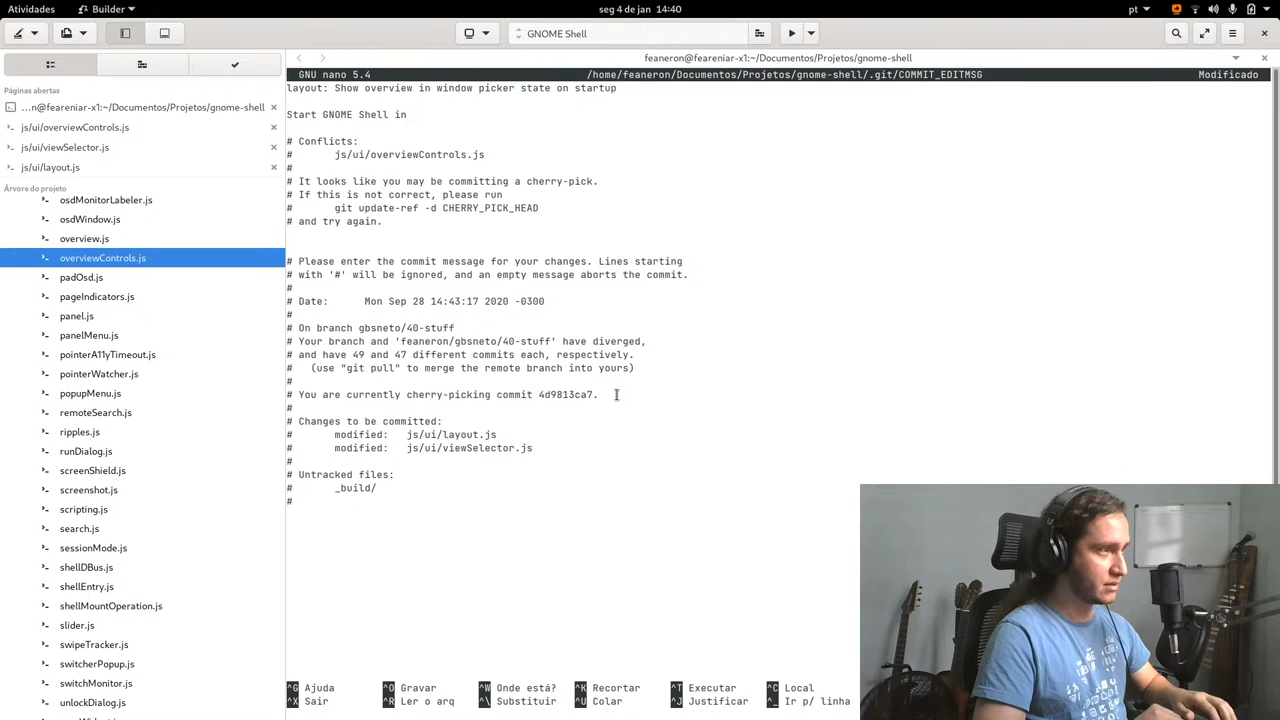 Atividades
Builder
seg 4 de jan  14:40
pt
GNOME Shell
feaneron@feareniar-x1:~/Documentos/Projetos/gnome-shell
Páginas abertas
...n@feareniar-x1:~/Documentos/Projetos/gnome-shell
js/ui/overviewControls.js
js/ui/viewSelector.js
js/ui/layout.js
Árvore do projeto
osdMonitorLabeler.js
osdWindow.js
overview.js
overviewControls.js
padOsd.js
pageIndicators.js
panel.js
panelMenu.js
pointerA11yTimeout.js
pointerWatcher.js
popupMenu.js
remoteSearch.js
ripples.js
runDialog.js
screenShield.js
screenshot.js
scripting.js
search.js
sessionMode.js
shellDBus.js
shellEntry.js
shellMountOperation.js
slider.js
swipeTracker.js
switcherPopup.js
switchMonitor.js
unlockDialog.js
GNU nano 5.4    /home/feaneron/Documentos/Projetos/gnome-shell/.git/COMMIT_EDITMSG    Modificado
layout: Show overview in window picker state on startup
Start GNOME Shell in
# Conflicts:
#       js/ui/overviewControls.js
#
# It looks like you may be committing a cherry-pick.
# If this is not correct, please run
#       git update-ref -d CHERRY_PICK_HEAD
# and try again.
# Please enter the commit message for your changes. Lines starting
# with '#' will be ignored, and an empty message aborts the commit.
#
# Date:      Mon Sep 28 14:43:17 2020 -0300
#
# On branch gbsneto/40-stuff
# Your branch and 'feaneron/gbsneto/40-stuff' have diverged,
# and have 49 and 47 different commits each, respectively.
#   (use "git pull" to merge the remote branch into yours)
#
# You are currently cherry-picking commit 4d9813ca7.
#
# Changes to be committed:
#       modified:   js/ui/layout.js
#       modified:   js/ui/viewSelector.js
#
# Untracked files:
#       _build/
#
^G Ajuda    ^O Gravar    ^W Onde está?    ^K Recortar    ^T Executar    ^C Local
^X Sair    ^R Ler o arq    ^\ Substituir    ^U Colar    ^J Justificar    ^_ Ir p/ linha